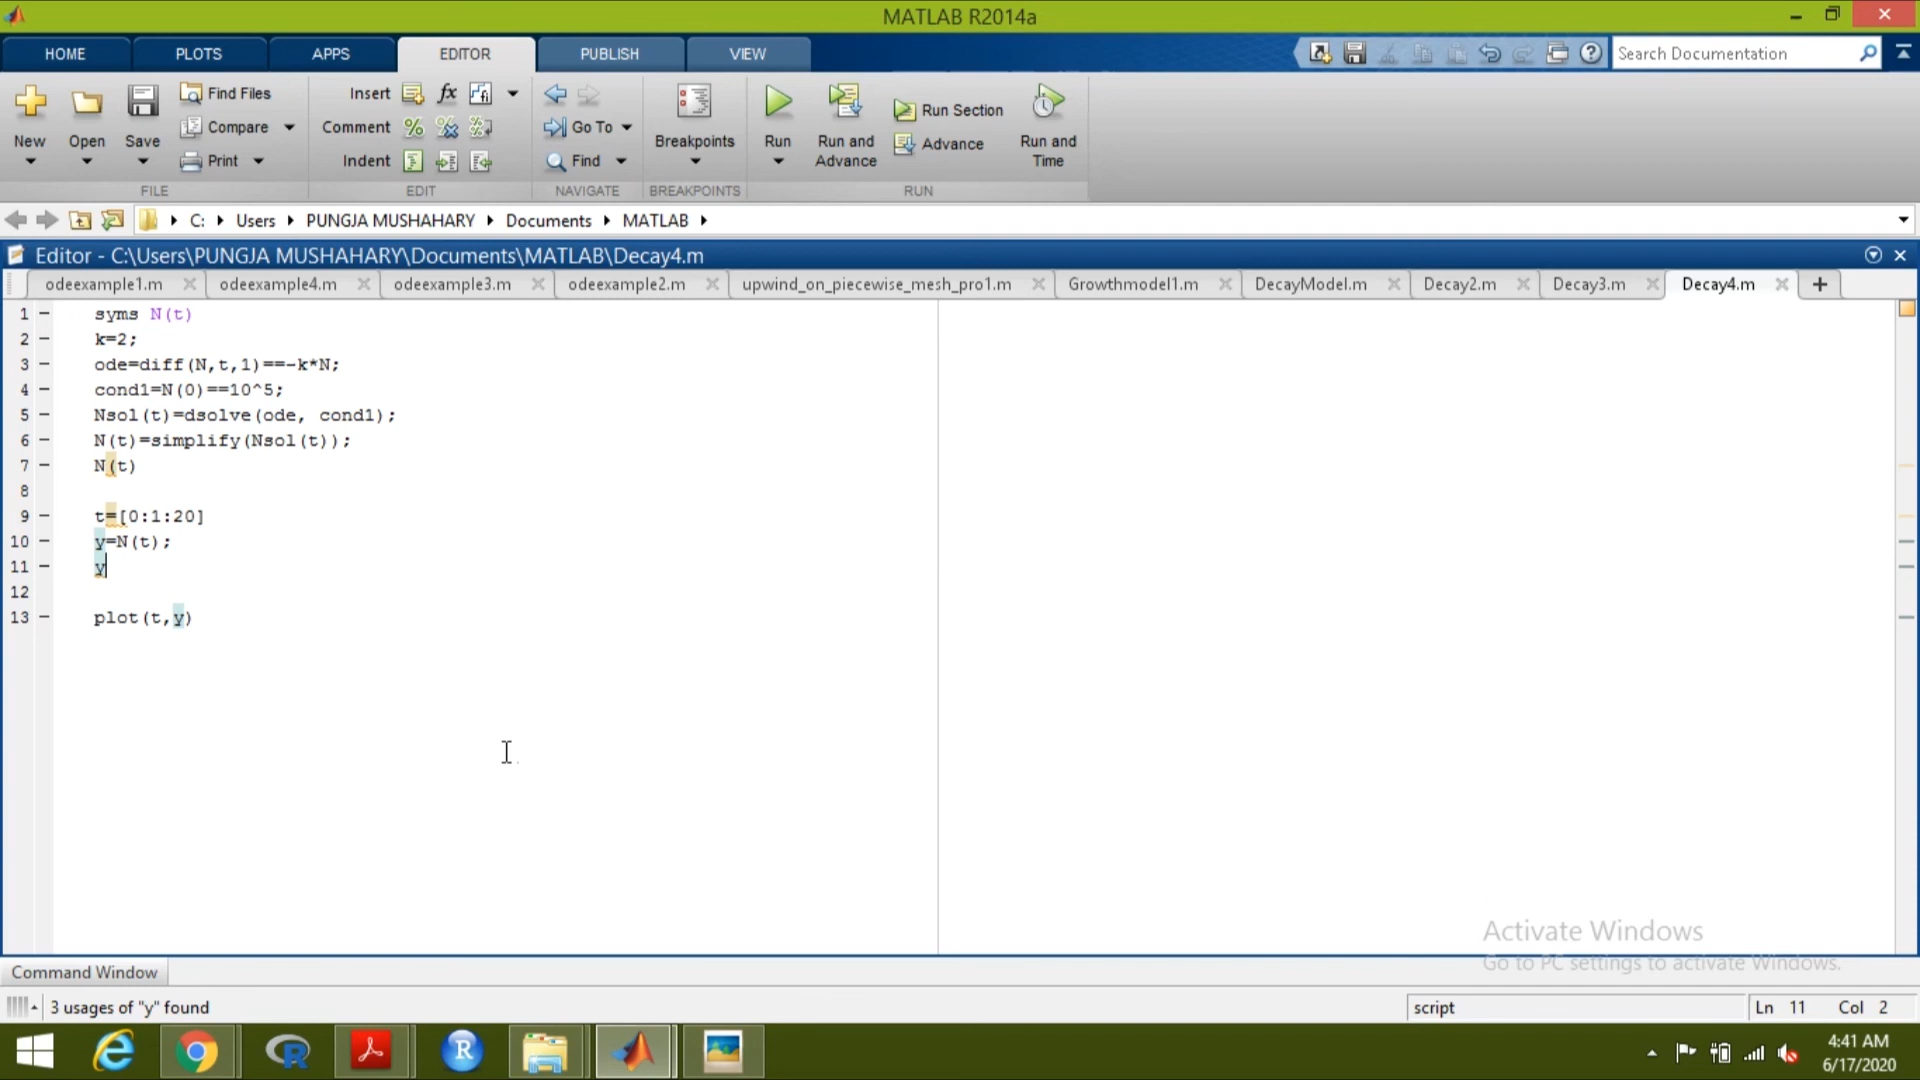 MATLAB R2014a
HOME PLOTS APPS EDITOR PUBLISH VIEW Search Documentation
New Open Save Find Files Compare Print
FILE
Insert fx
Comment
Indent
EDIT
Go To
Find
NAVIGATE
Breakpoints
BREAKPOINTS
Run Run and Advance Run Section Advance Run and Time
RUN
C: Users PUNGJA MUSHAHARY Documents MATLAB
Editor - C:\Users\PUNGJA MUSHAHARY\Documents\MATLAB\Decay4.m
odeexample1.m odeexample4.m odeexample3.m odeexample2.m upwind_on_piecewise_mesh_pro1.m Growthmodel1.m DecayModel.m Decay2.m Decay3.m Decay4.m
1 – syms N(t)
2 – k=2;
3 – ode=diff(N,t,1)==-k*N;
4 – cond1=N(0)==10^5;
5 – Nsol(t)=dsolve(ode, cond1);
6 – N(t)=simplify(Nsol(t));
7 – N(t)
8
9 – t=[0:1:20]
10 – y=N(t);
11 – y
12
13 – plot(t,y)
Activate Windows
Go to PC settings to activate Windows.
Command Window
3 usages of "y" found script Ln 11 Col 2
4:41 AM
6/17/2020